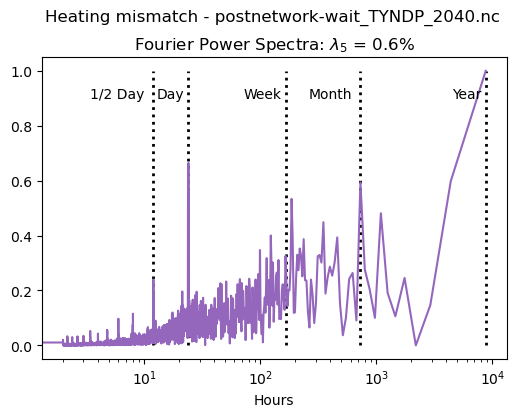 Heating mismatch - postnetwork-wait_TYNDP_2040.nc
Fourier Power Spectra: λ₅ = 0.6%
1.0
1/2 Day Day Week Month Year
0.8
0.6
0.4
0.2
0.0
10¹ 10² 10³ 10⁴
Hours